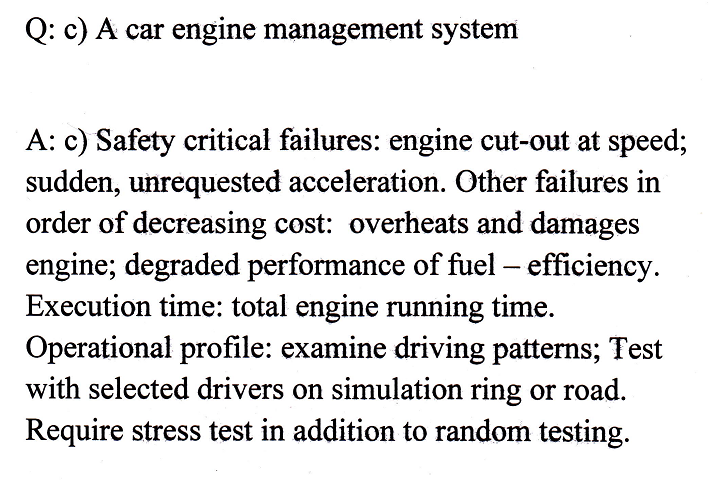 Q: c) A car engine management system
A: c) Safety critical failures: engine cut-out at speed;
sudden, unrequested acceleration. Other failures in
order of decreasing cost:  overheats and damages
engine; degraded performance of fuel – efficiency.
Execution time: total engine running time.
Operational profile: examine driving patterns; Test
with selected drivers on simulation ring or road.
Require stress test in addition to random testing.